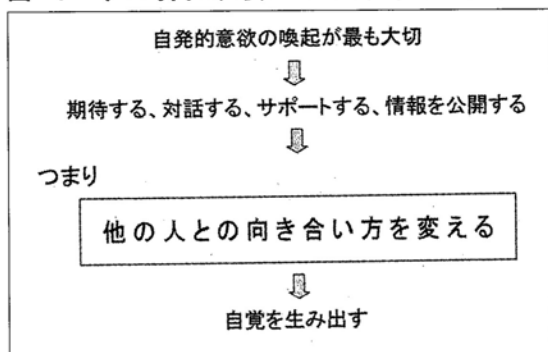 自発的意欲の喚起が最も大切
期待する、対話する、サポートする、情報を公開する
つまり
他の人との向き合い方を変える
自覚を生み出す